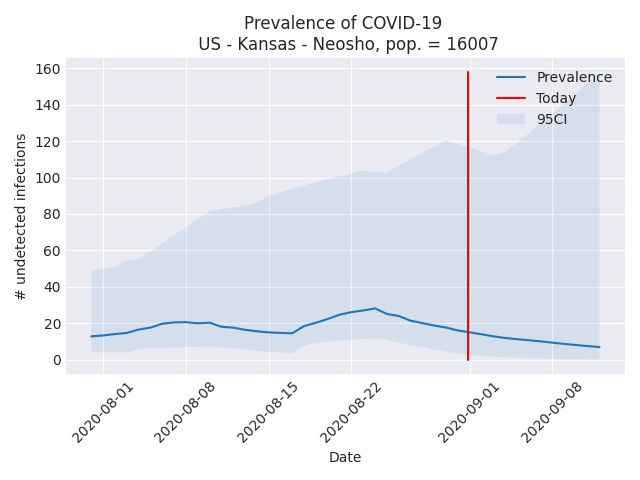 Prevalence of COVID-19
US - Kansas - Neosho, pop. = 16007
Prevalence
Today
95CI
160
140
120
100
80
60
40
20
0
# undetected infections
2020-08-01
2020-08-08
2020-08-15
2020-08-22
2020-09-01
2020-09-08
Date